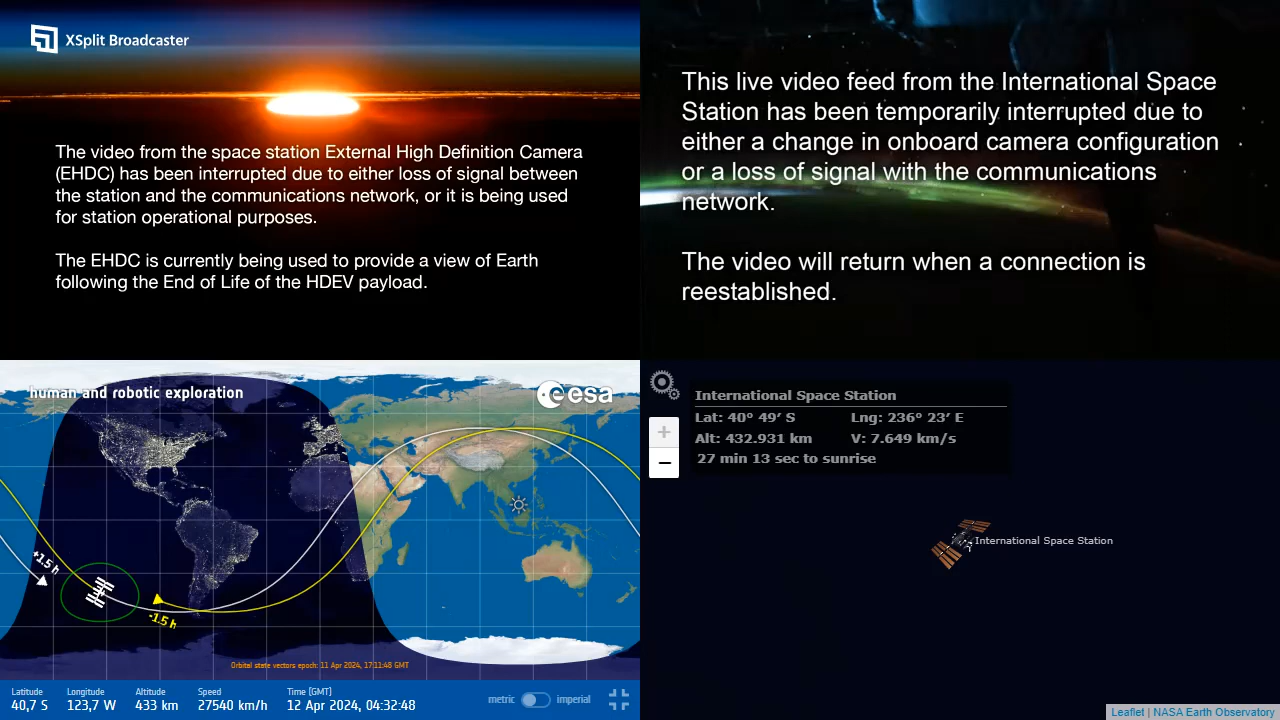 XSplit Broadcaster
The video from the space station External High Definition Camera
(EHDC) has been interrupted due to either loss of signal between
the station and the communications network, or it is being used
for station operational purposes.
The EHDC is currently being used to provide a view of Earth
following the End of Life of the HDEV payload.
This live video feed from the International Space
Station has been temporarily interrupted due to
either a change in onboard camera configuration
or a loss of signal with the communications
network.
The video will return when a connection is
reestablished.
human and robotic exploration
esa
+1.5 h
-1.5 h
Orbital state vectors epoch: 11 Apr 2024, 17:11:48 GMT
Latitude Longitude Altitude Speed Time [GMT]
40,7 S 123,7 W 433 km 27540 km/h 12 Apr 2024, 04:32:48
metric imperial
International Space Station
Lat: 40° 49′ S Lng: 236° 23′ E
Alt: 432.931 km V: 7.649 km/s
27 min 13 sec to sunrise
+
−
International Space Station
Leaflet | NASA Earth Observatory